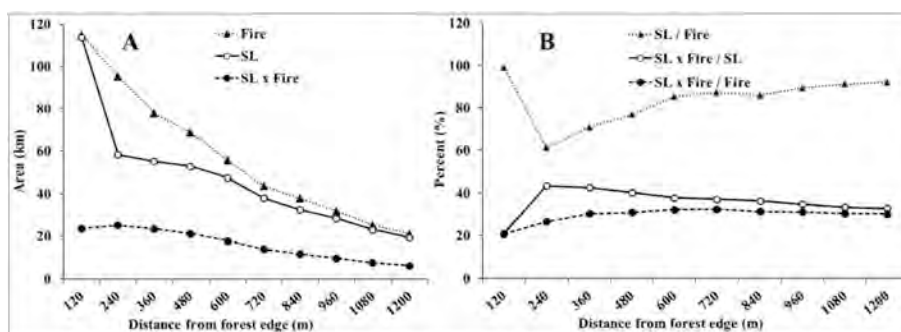 A
Fire
SL
SL x Fire
120
100
80
60
40
20
0
Area (km)
120
240
360
480
600
720
840
960
1080
1200
Distance from forest edge (m)
B
SL / Fire
SL x Fire / SL
SL x Fire / Fire
120
100
80
60
40
20
0
Percent (%)
120
240
360
480
600
720
840
960
1080
1200
Distance from forest edge (m)